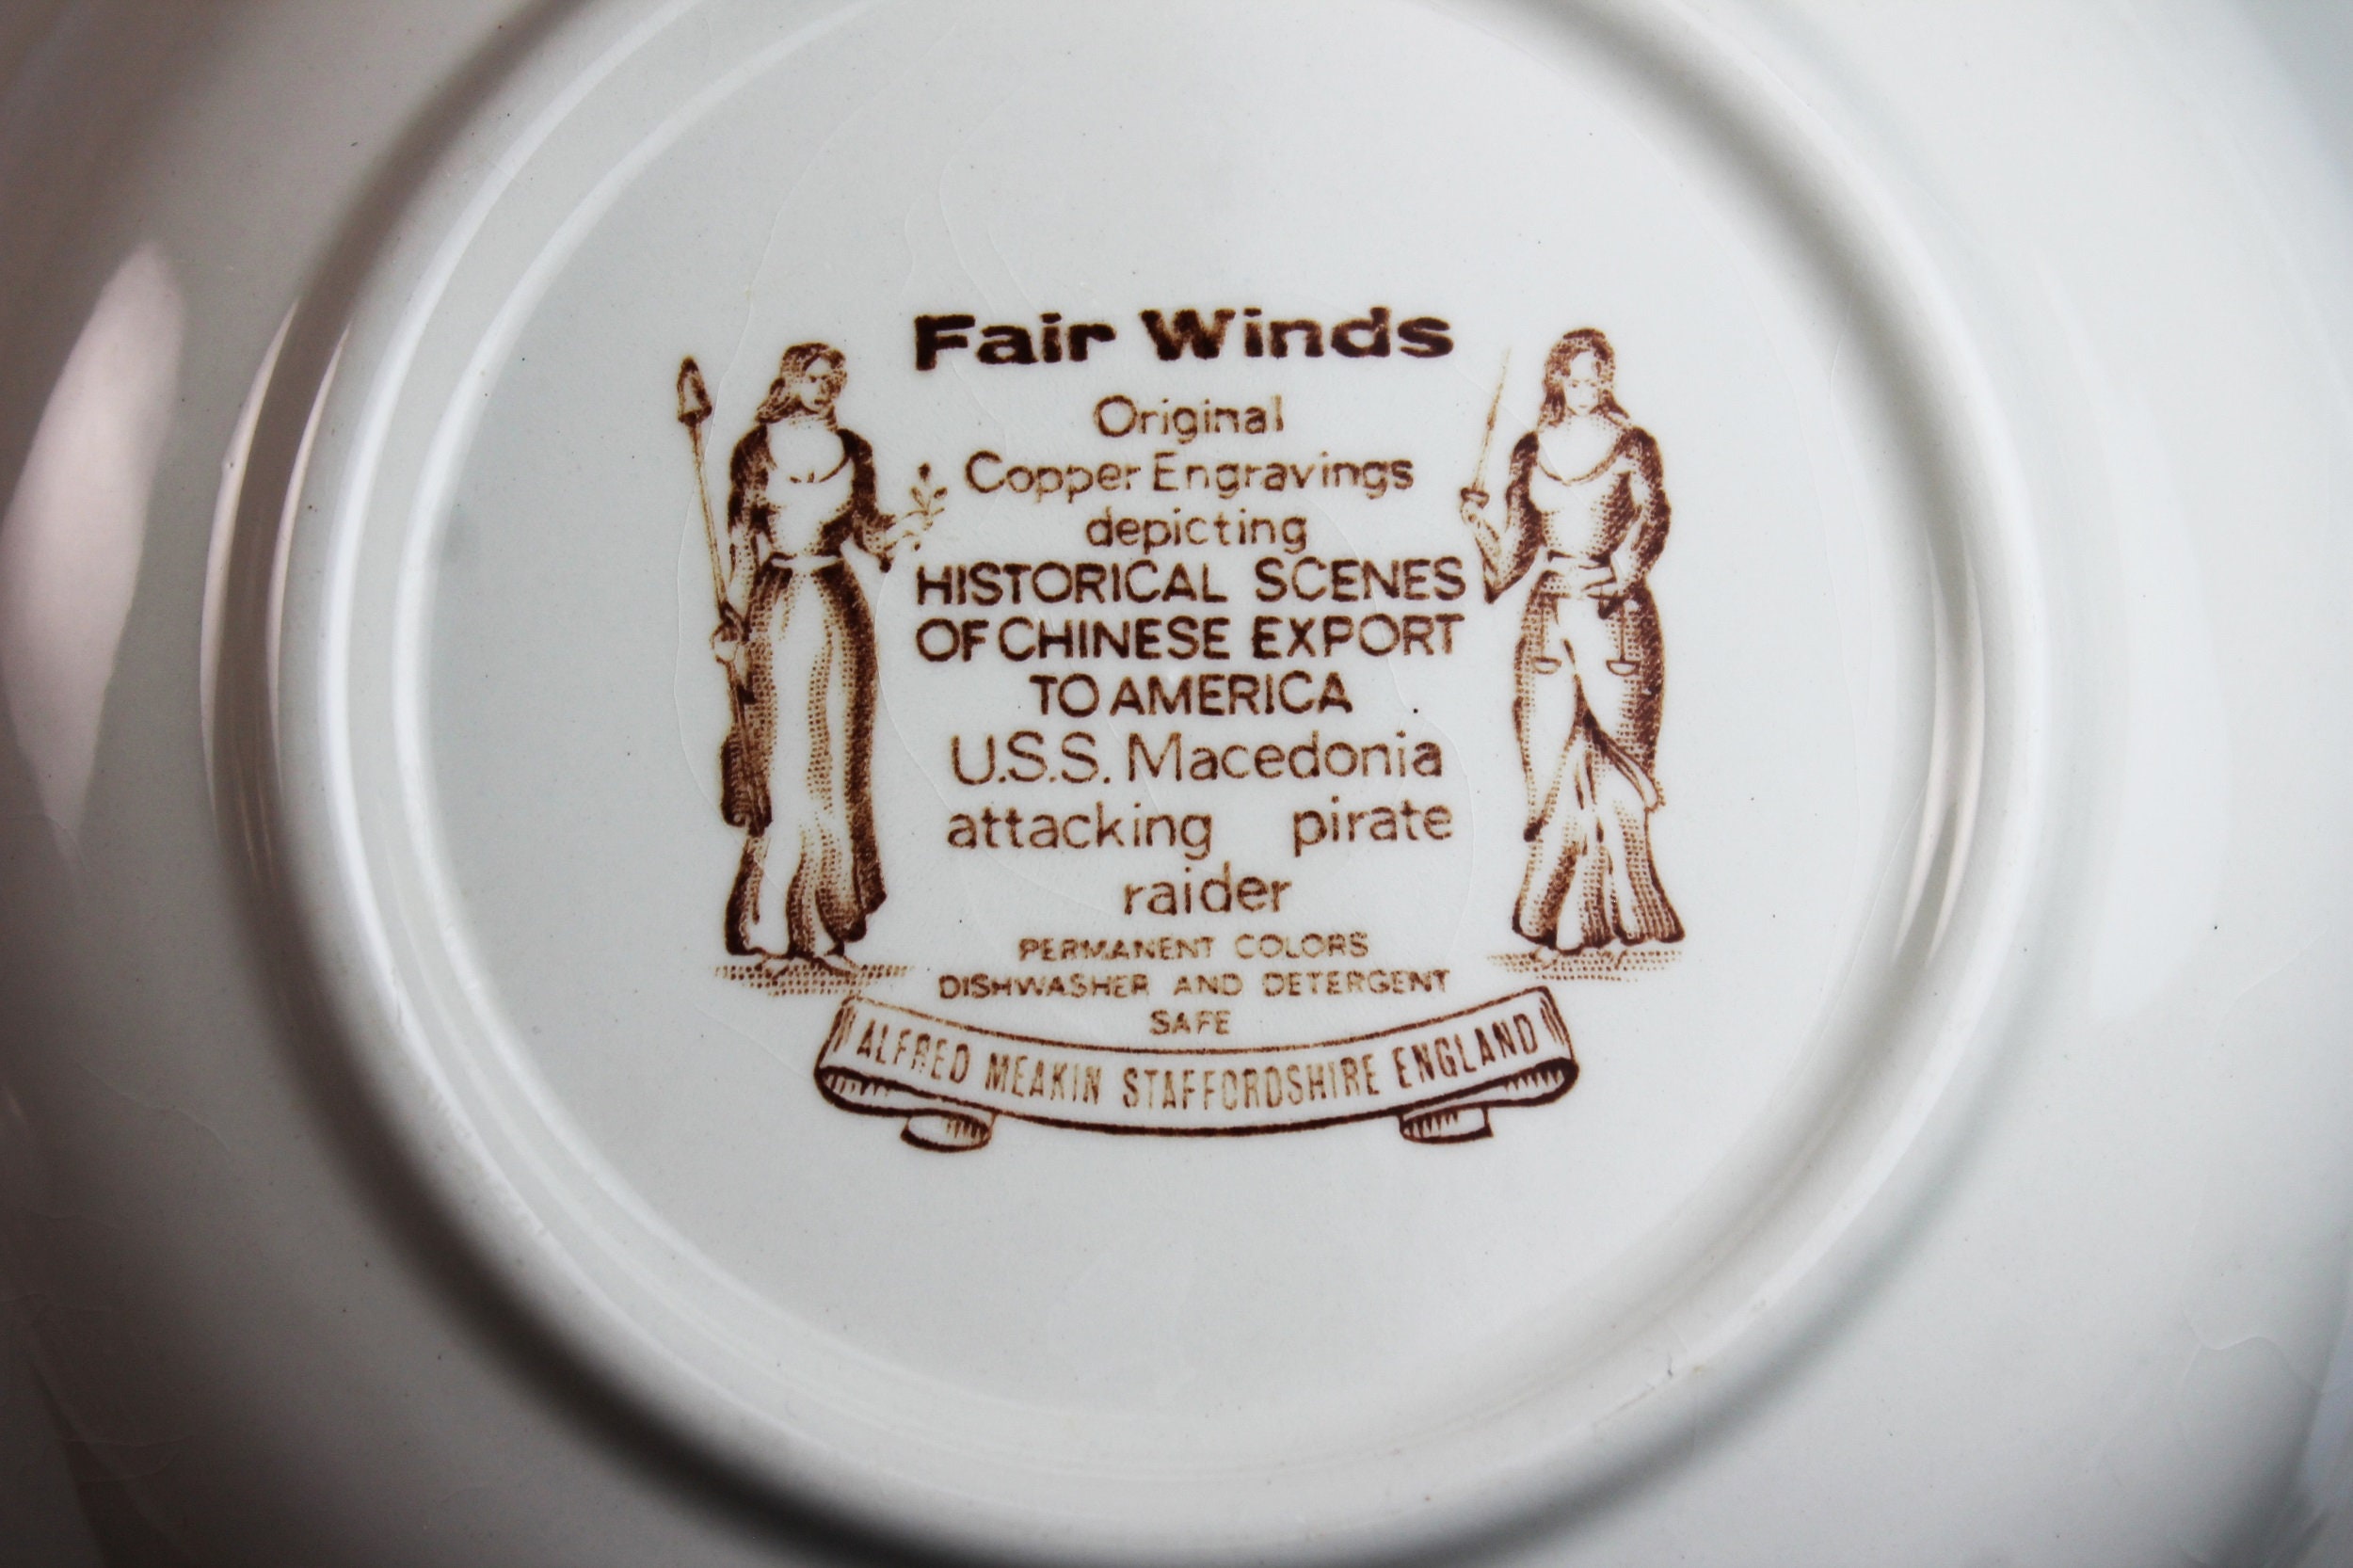 Fair Winds
Original
Copper Engravings
depicting
HISTORICAL SCENES
OF CHINESE EXPORT
TO AMERICA
U.S.S. Macedonia
attacking pirate
raider
PERMANENT COLORS
DISHWASHER AND DETERGENT
SAFE
ALFRED MEAKIN STAFFORDSHIRE ENGLAND